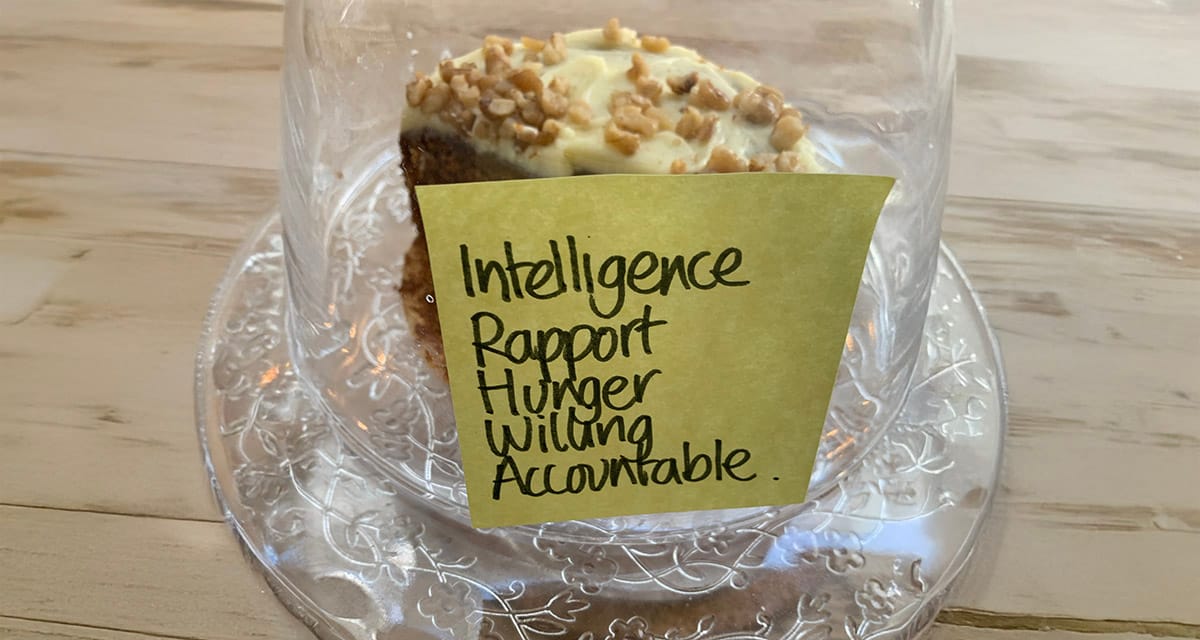 Intelligence
Rapport
Hunger
Willing
Accountable.